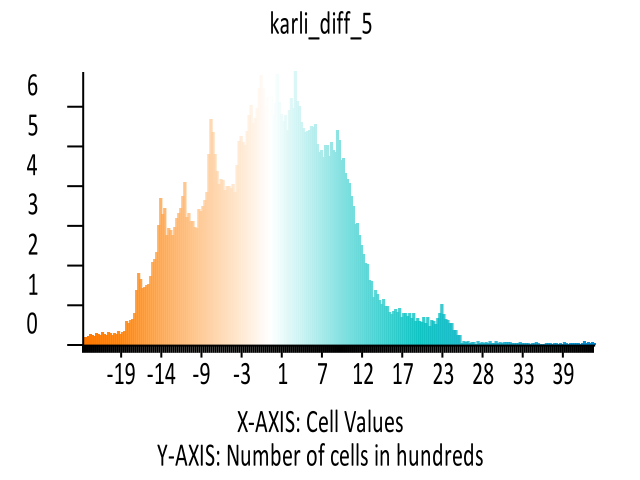 karli_diff_5
6
5
4
3
2
1
0
-19 -14 -9 -3 1 7 12 17 23 28 33 39
X-AXIS: Cell Values
Y-AXIS: Number of cells in hundreds